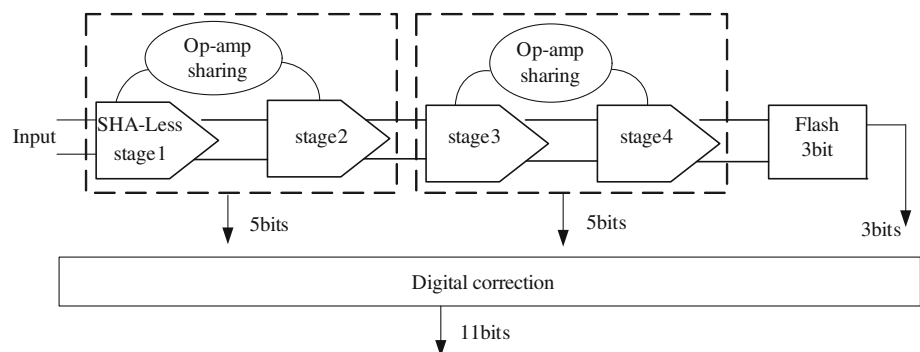 Op-amp
sharing
Op-amp
sharing
Input
SHA-Less
stage1
stage2
stage3
stage4
Flash
3bit
5bits
5bits
3bits
Digital correction
11bits